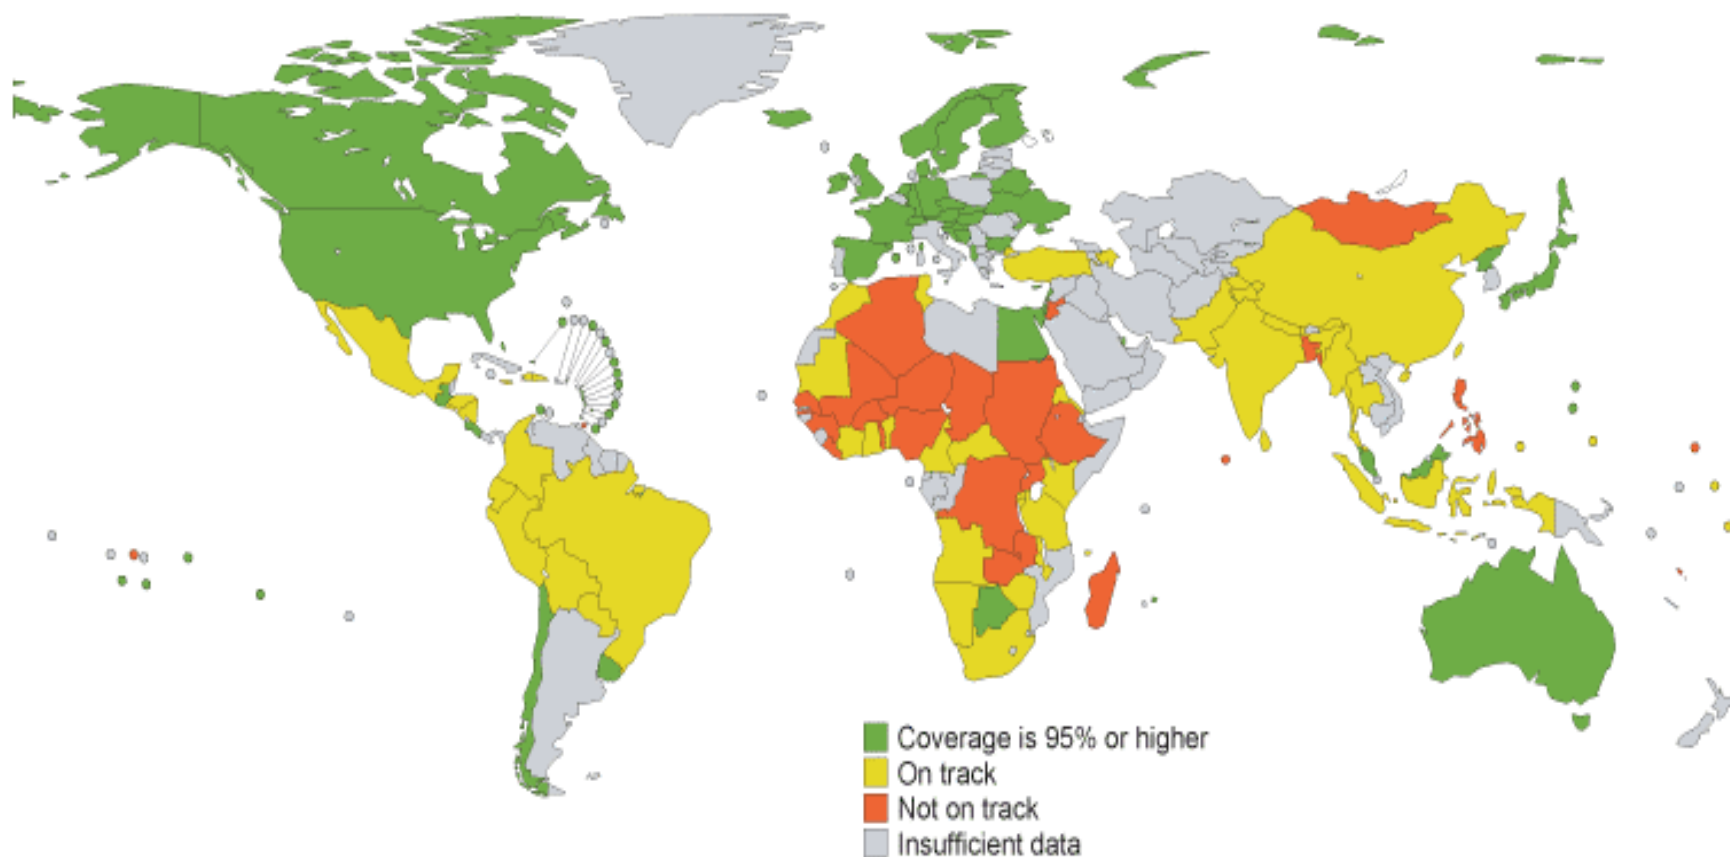 Coverage is 95% or higher
On track
Not on track
Insufficient data